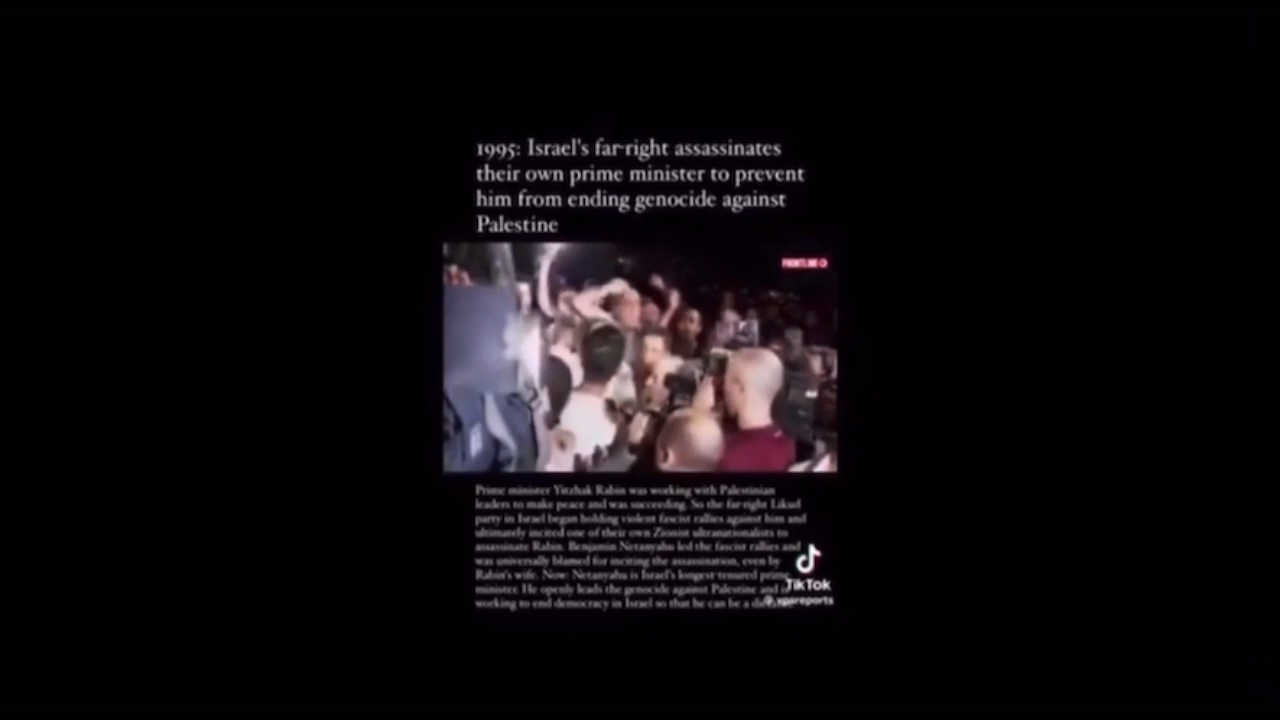 1995: Israel's far-right assassinates
their own prime minister to prevent
him from ending genocide against
Palestine
FRONTLINE
Prime minister Yitzhak Rabin was working with Palestinian
leaders to make peace and was succeeding. So the far-right Likud
party in Israel began holding violent fascist rallies against him and
ultimately incited one of their own Zionist ultranationalists to
assassinate Rabin. Benjamin Netanyahu led the fascist rallies and
was universally blamed for inciting the assassination, even by
Rabin's wife. Now: Netanyahu is Israel's longest-tenured prime
minister. He openly leads the genocide against Palestine and is
working to end democracy in Israel so that he can be a
TikTok